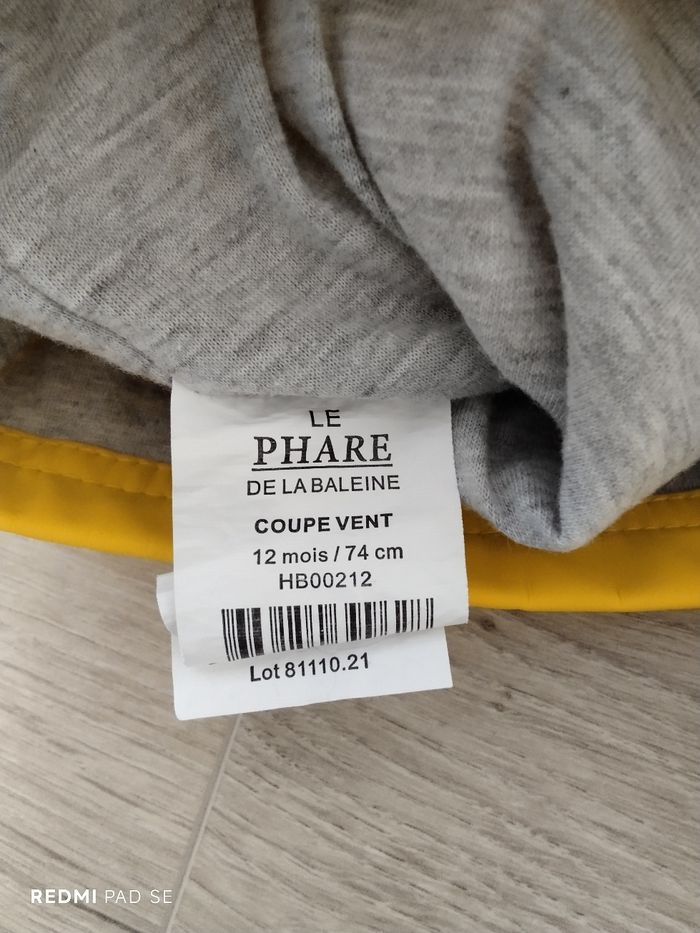 LE
PHARE
DE LA BALEINE
COUPE VENT
12 mois / 74 cm
HB00212
Lot 81110.21
REDMI PAD SE